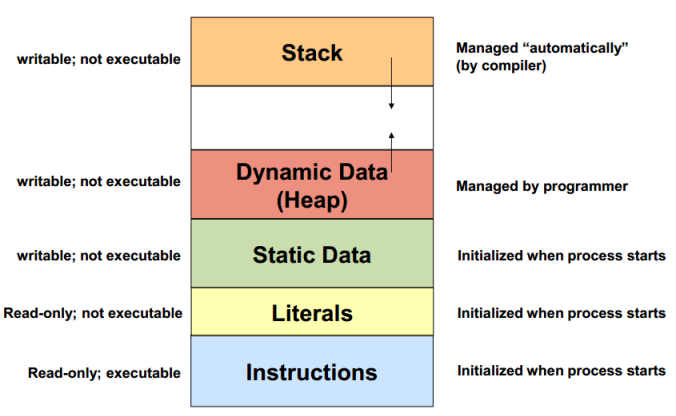 Stack
writable; not executable
Managed “automatically”
(by compiler)
Dynamic Data
(Heap)
writable; not executable
Managed by programmer
writable; not executable
Static Data
Initialized when process starts
Read-only; not executable
Literals
Initialized when process starts
Read-only; executable
Instructions
Initialized when process starts